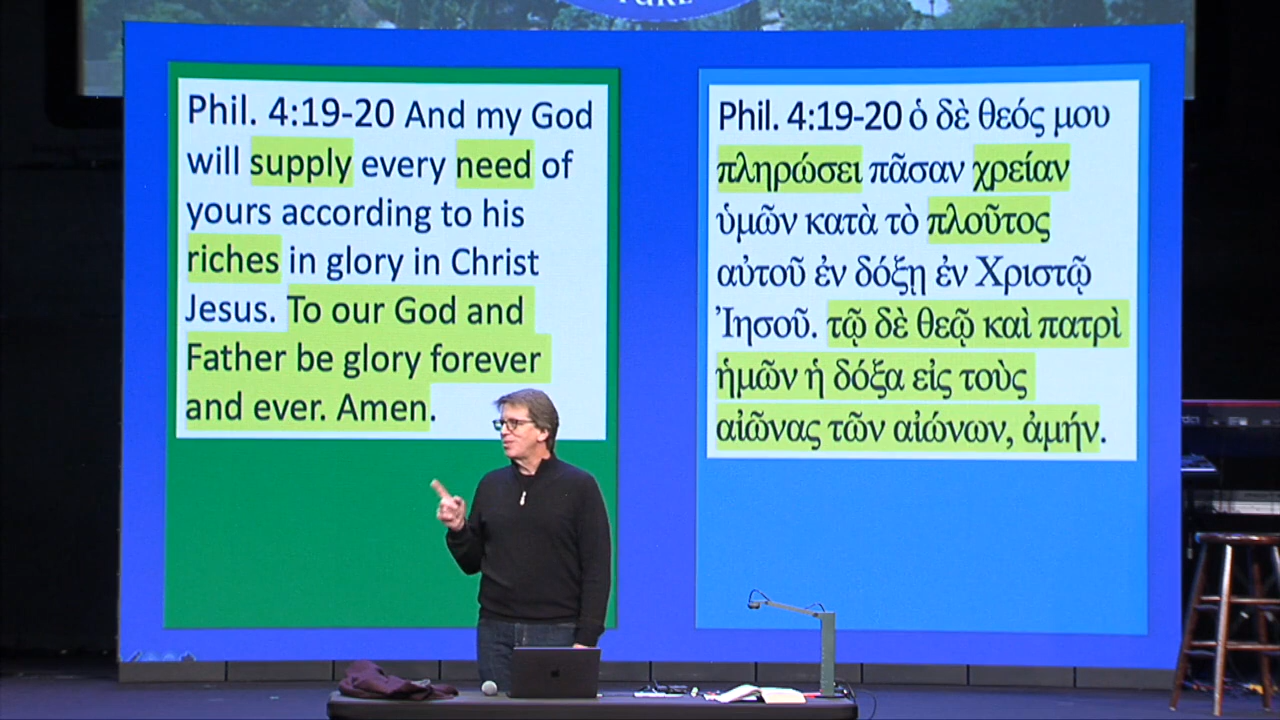 Phil. 4:19-20 And my God
will supply every need of
yours according to his
riches in glory in Christ
Jesus. To our God and
Father be glory forever
and ever. Amen.
Phil. 4:19-20 ὁ δὲ θεός μου
πληρώσει πᾶσαν χρείαν
ὑμῶν κατὰ τὸ πλοῦτος
αὐτοῦ ἐν δόξῃ ἐν Χριστῷ
Ἰησοῦ. τῷ δὲ θεῷ καὶ πατρὶ
ἡμῶν ἡ δόξα εἰς τοὺς
αἰῶνας τῶν αἰώνων, ἀμήν.